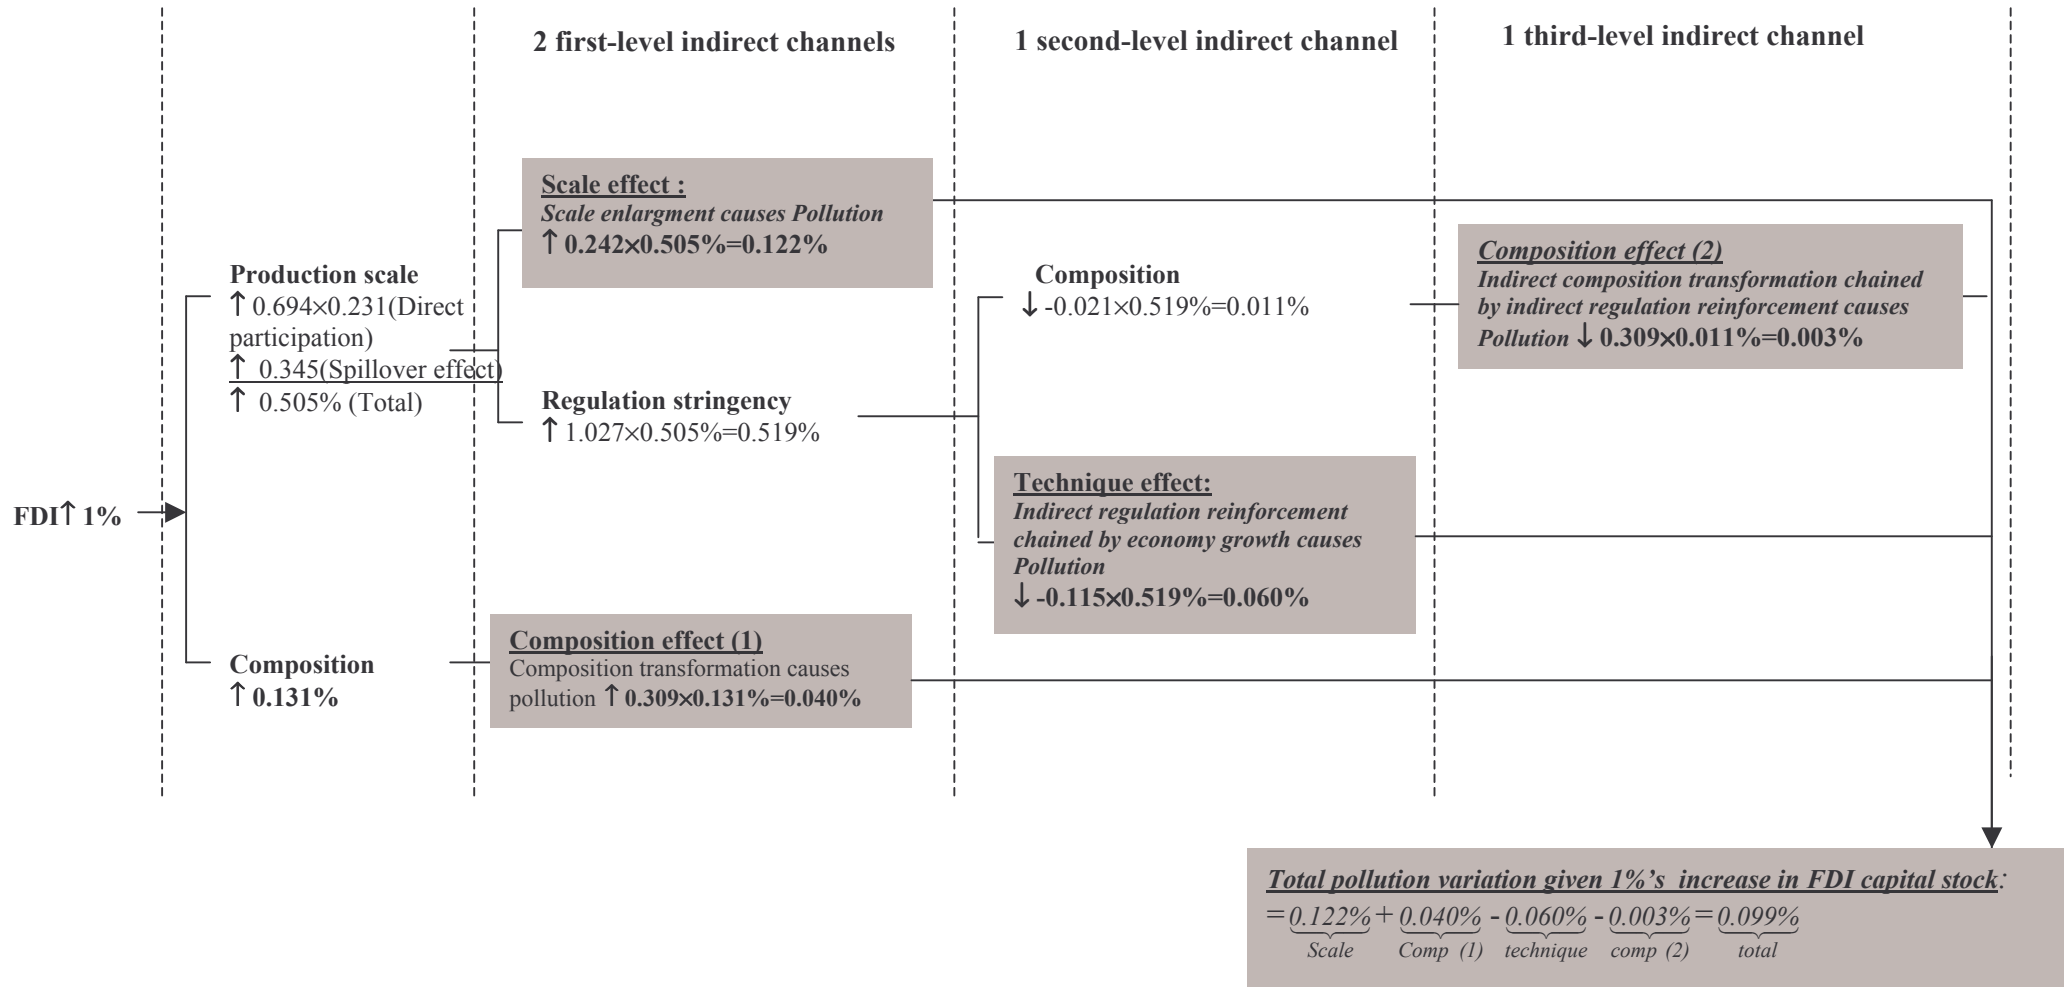 2 first-level indirect channels
1 second-level indirect channel
1 third-level indirect channel
Scale effect :
Scale enlargment causes Pollution
↑ 0.242×0.505%=0.122%
Production scale
↑ 0.694×0.231(Direct
participation)
↑ 0.345(Spillover effect)
↑ 0.505% (Total)
Regulation stringency
↑ 1.027×0.505%=0.519%
Composition
↓ -0.021×0.519%=0.011%
Composition effect (2)
Indirect composition transformation chained
by indirect regulation reinforcement causes
Pollution ↓ 0.309×0.011%=0.003%
Technique effect:
Indirect regulation reinforcement
chained by economy growth causes
Pollution
↓ -0.115×0.519%=0.060%
FDI↑ 1%
Composition
↑ 0.131%
Composition effect (1)
Composition transformation causes
pollution ↑ 0.309×0.131%=0.040%
Total pollution variation given 1%’s increase in FDI capital stock:
= 0.122% + 0.040% - 0.060% - 0.003% = 0.099%
Scale Comp (1) technique comp (2) total